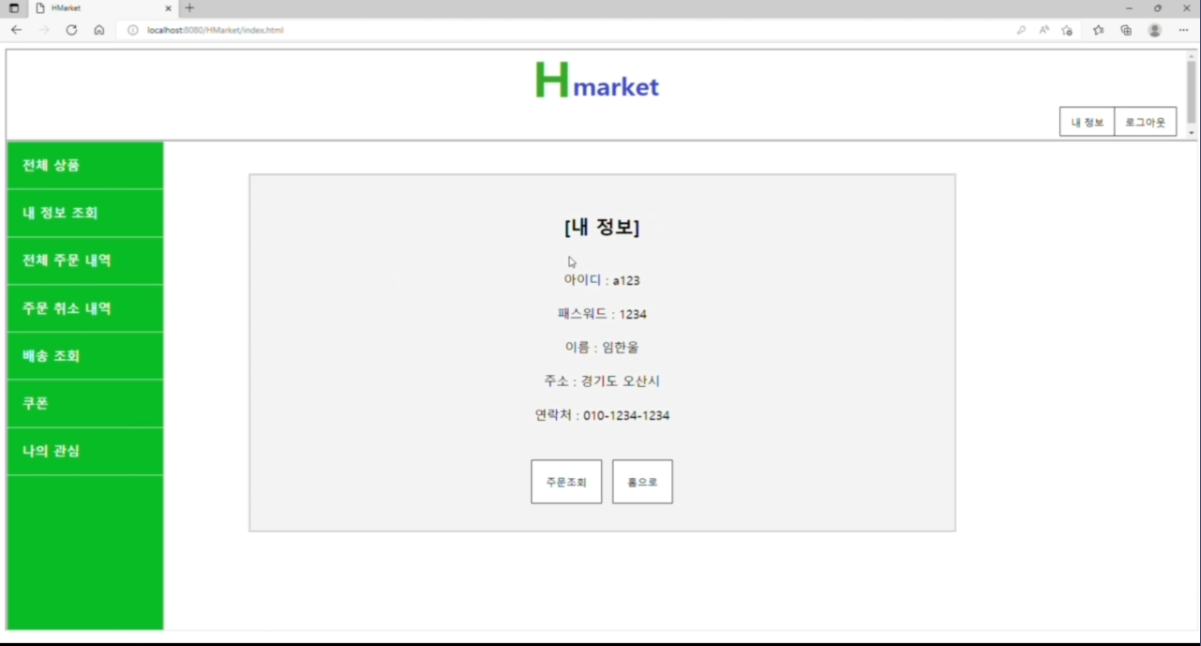 HMarket
localhost:8080/HMarket/index.html
Hmarket
내 정보 로그아웃
전체 상품
내 정보 조회
전체 주문 내역
주문 취소 내역
배송 조회
쿠폰
나의 관심
[내 정보]
아이디 : a123
패스워드 : 1234
이름 : 임한울
주소 : 경기도 오산시
연락처 : 010-1234-1234
주문조회 홈으로